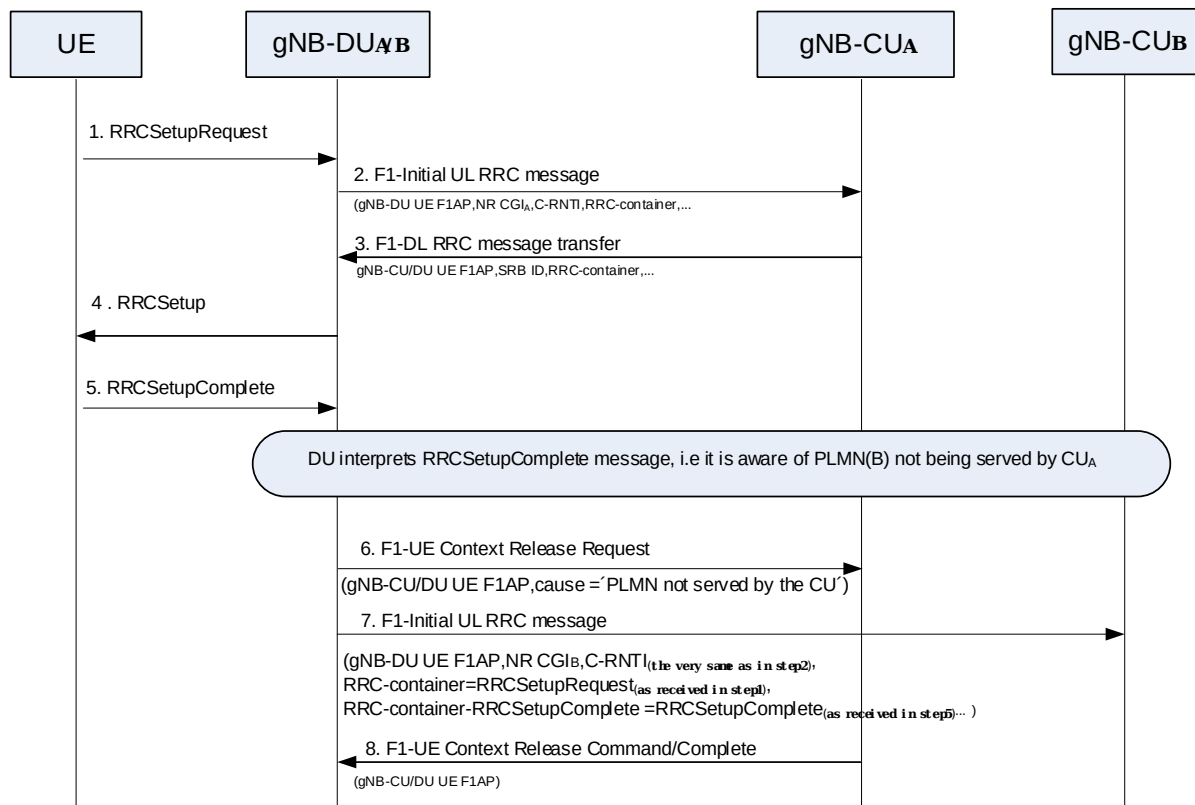 UE
gNB-DUA/B
gNB-CUA
gNB-CUB
1. RRCSetupRequest
2. F1-Initial UL RRC message
(gNB-DU UE F1AP,NR CGIA,C-RNTI,RRC-container,...
3. F1-DL RRC message transfer
gNB-CU/DU UE F1AP,SRB ID,RRC-container,...
4 . RRCSetup
5. RRCSetupComplete
DU interprets RRCSetupComplete message, i.e it is aware of PLMN(B) not being served by CUA
6. F1-UE Context Release Request
(gNB-CU/DU UE F1AP,cause =´PLMN not served by the CU´)
7. F1-Initial UL RRC message
(gNB-DU UE F1AP,NR CGIB,C-RNTI(the very same as in step2),
RRC-container=RRCSetupRequest(as received in step1),
RRC-container-RRCSetupComplete =RRCSetupComplete(as received in step5)... )
8. F1-UE Context Release Command/Complete
(gNB-CU/DU UE F1AP)